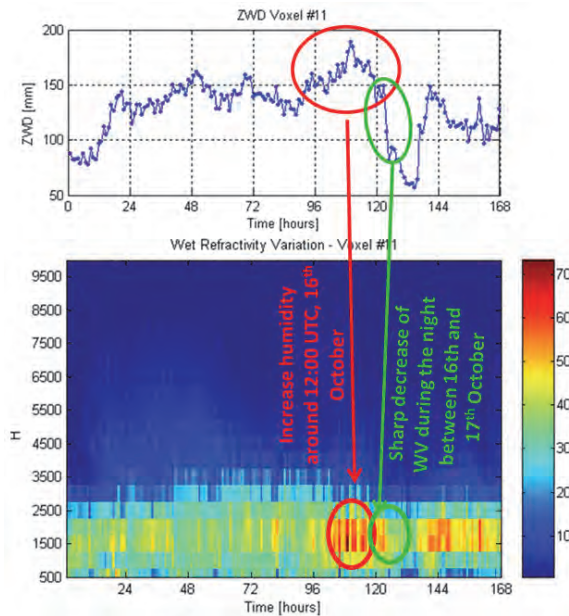 ZWD Voxel #11
200
150
100
50
ZWD [mm]
0 24 48 72 96 120 144 168
Time [hours]
Wet Refractivity Variation - Voxel #11
9500
8500
7500
6500
5500
4500
3500
2500
1500
500
H
Increase humidity
around 12:00 UTC, 16th
October
Sharp decrease of
WV during the night
between 16th and
17th October
70
60
50
40
30
20
10
0 24 48 72 96 120 144 168
Time [hours]